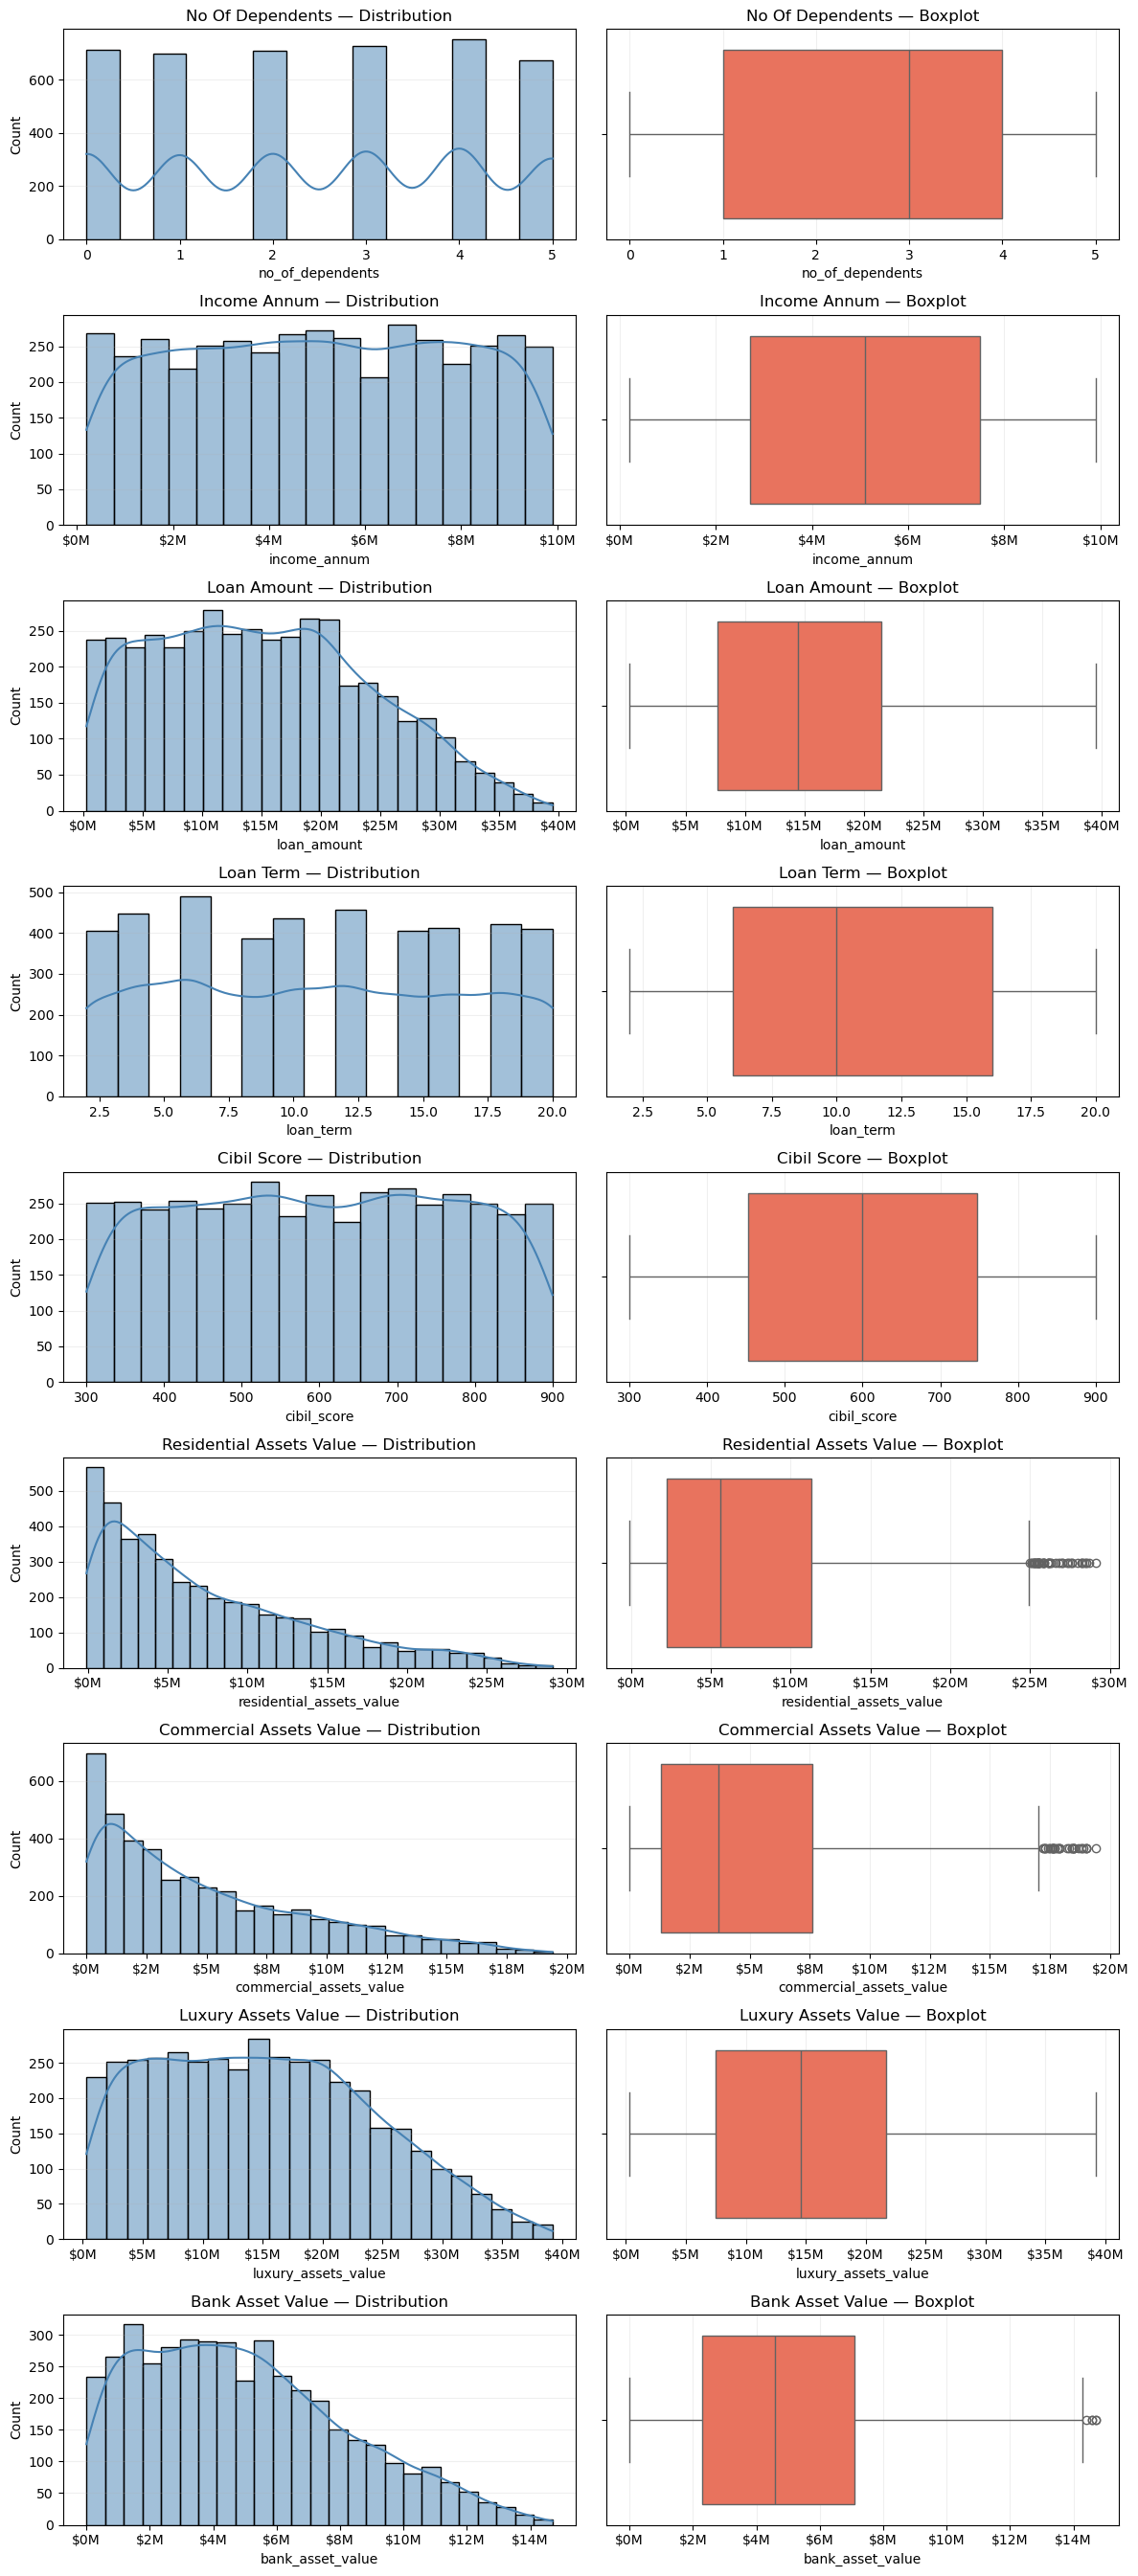 No Of Dependents — Distribution
No Of Dependents — Boxplot
Count
600
400
200
0
0 1 2 3 4 5
no_of_dependents
0 1 2 3 4 5
no_of_dependents
Income Annum — Distribution
Income Annum — Boxplot
Count
250
200
150
100
50
0
$0M $2M $4M $6M $8M $10M
income_annum
$0M $2M $4M $6M $8M $10M
income_annum
Loan Amount — Distribution
Loan Amount — Boxplot
Count
250
200
150
100
50
0
$0M $5M $10M $15M $20M $25M $30M $35M $40M
loan_amount
$0M $5M $10M $15M $20M $25M $30M $35M $40M
loan_amount
Loan Term — Distribution
Loan Term — Boxplot
Count
500
400
300
200
100
0
2.5 5.0 7.5 10.0 12.5 15.0 17.5 20.0
loan_term
2.5 5.0 7.5 10.0 12.5 15.0 17.5 20.0
loan_term
Cibil Score — Distribution
Cibil Score — Boxplot
Count
250
200
150
100
50
0
300 400 500 600 700 800 900
cibil_score
300 400 500 600 700 800 900
cibil_score
Residential Assets Value — Distribution
Residential Assets Value — Boxplot
Count
500
400
300
200
100
0
$0M $5M $10M $15M $20M $25M $30M
residential_assets_value
$0M $5M $10M $15M $20M $25M $30M
residential_assets_value
Commercial Assets Value — Distribution
Commercial Assets Value — Boxplot
Count
600
400
200
0
$0M $2M $5M $8M $10M $12M $15M $18M $20M
commercial_assets_value
$0M $2M $5M $8M $10M $12M $15M $18M $20M
commercial_assets_value
Luxury Assets Value — Distribution
Luxury Assets Value — Boxplot
Count
250
200
150
100
50
0
$0M $5M $10M $15M $20M $25M $30M $35M $40M
luxury_assets_value
$0M $5M $10M $15M $20M $25M $30M $35M $40M
luxury_assets_value
Bank Asset Value — Distribution
Bank Asset Value — Boxplot
Count
300
250
200
150
100
50
0
$0M $2M $4M $6M $8M $10M $12M $14M
bank_asset_value
$0M $2M $4M $6M $8M $10M $12M $14M
bank_asset_value